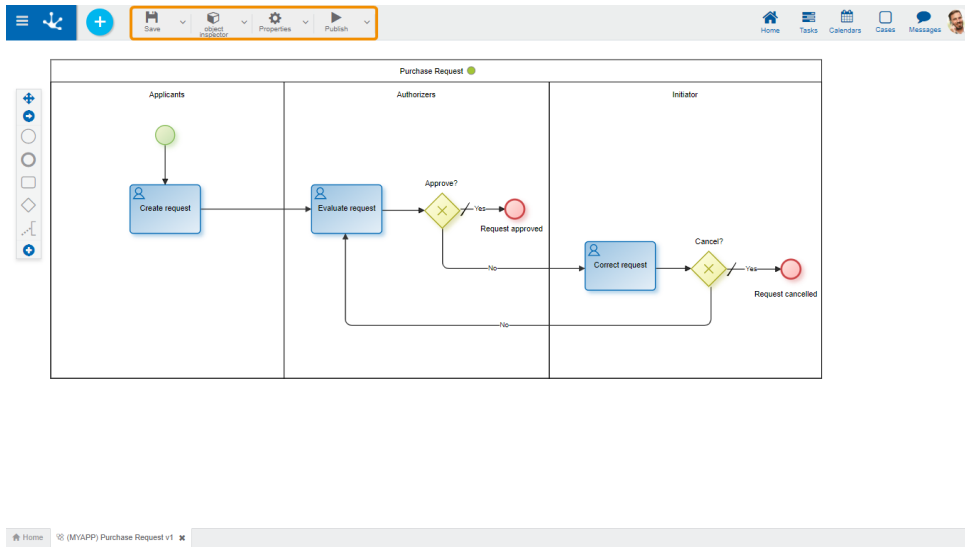 Save
object
inspector
Properties
Publish
Home
Tasks
Calendars
Cases
Messages
Purchase Request
Applicants
Authorizers
Initiator
Create request
Evaluate request
Approve?
Yes
Request approved
No
Correct request
Cancel?
Yes
Request cancelled
No
Home
(MYAPP) Purchase Request v1